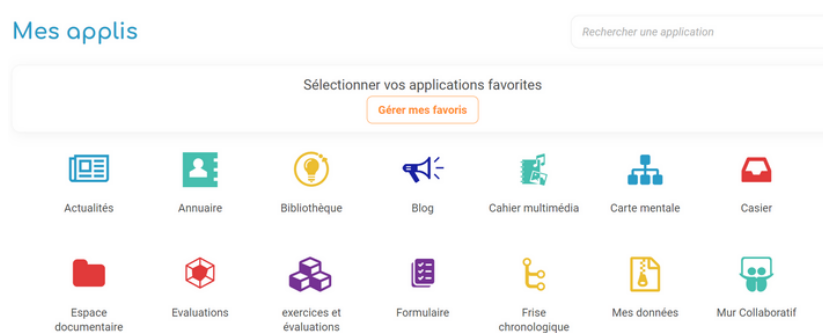 Mes applis
Rechercher une application
Sélectionner vos applications favorites
Gérer mes favoris
Actualités
Annuaire
Bibliothèque
Blog
Cahier multimédia
Carte mentale
Casier
Espace
documentaire
Evaluations
exercices et
évaluations
Formulaire
Frise
chronologique
Mes données
Mur Collaboratif